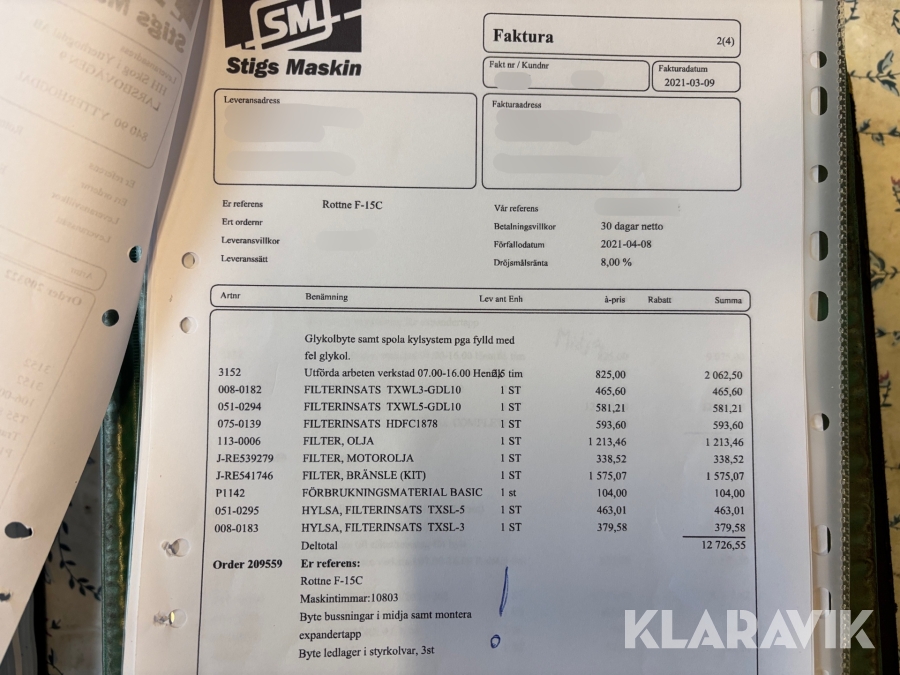 SM
Stigs Maskin
Faktura
2(4)
Fakt nr / Kundnr
Fakturadatum
2021-03-09
Leveransadress
Fakturaadress
Er referens Rottne F-15C
Ert ordernr
Leveransvillkor
Leveranssätt
Vår referens
Betalningsvillkor 30 dagar netto
Förfallodatum 2021-04-08
Dröjsmålsränta 8,00 %
Artnr Benämning Lev ant Enh à-pris Rabatt Summa
Glykolbyte samt spola kylsystem pga fylld med
fel glykol.
3152 Utförda arbeten verkstad 07.00-16.00 tim 825,00 2 062,50
008-0182 FILTERINSATS TXWL3-GDL10 1 ST 465,60 465,60
051-0294 FILTERINSATS TXWL5-GDL10 1 ST 581,21 581,21
075-0139 FILTERINSATS HDFC1878 1 ST 593,60 593,60
113-0006 FILTER, OLJA 1 ST 1 213,46 1 213,46
J-RE539279 FILTER, MOTOROLJA 1 ST 338,52 338,52
J-RE541746 FILTER, BRÄNSLE (KIT) 1 ST 1 575,07 1 575,07
P1142 FÖRBRUKNINGSMATERIAL BASIC 1 st 104,00 104,00
051-0295 HYLSA, FILTERINSATS TXSL-5 1 ST 463,01 463,01
008-0183 HYLSA, FILTERINSATS TXSL-3 1 ST 379,58 379,58
Deltotal 12 726,55
Order 209559 Er referens:
Rottne F-15C
Maskintimmar:10803
Byte bussningar i midja samt montera
expandertapp
Byte ledlager i styrkolvar, 3st
KLARAVIK